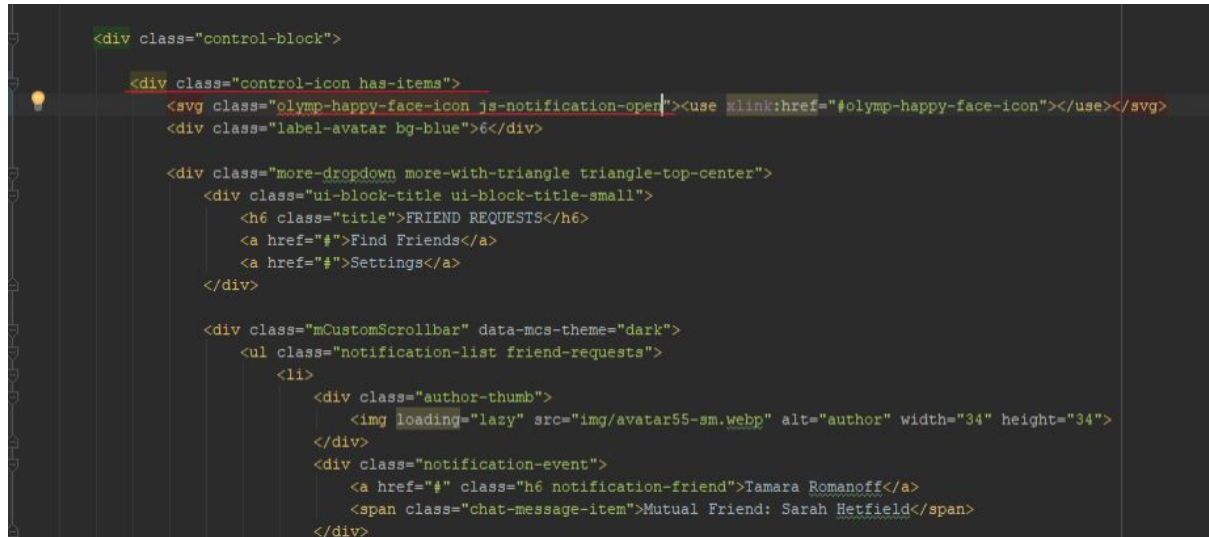 <div class="control-block">
<div class="control-icon has-items">
<svg class="olymp-happy-face-icon js-notification-open"><use xlink:href="#olymp-happy-face-icon"></use></svg>
<div class="label-avatar bg-blue">6</div>
<div class="more-dropdown more-with-triangle triangle-top-center">
<div class="ui-block-title ui-block-title-small">
<h6 class="title">FRIEND REQUESTS</h6>
<a href="#">Find Friends</a>
<a href="#">Settings</a>
</div>
<div class="mCustomScrollbar" data-mcs-theme="dark">
<ul class="notification-list friend-requests">
<li>
<div class="author-thumb">
<img loading="lazy" src="img/avatar55-sm.webp" alt="author" width="34" height="34">
</div>
<div class="notification-event">
<a href="#" class="h6 notification-friend">Tamara Romanoff</a>
<span class="chat-message-item">Mutual Friend: Sarah Hetfield</span>
</div>